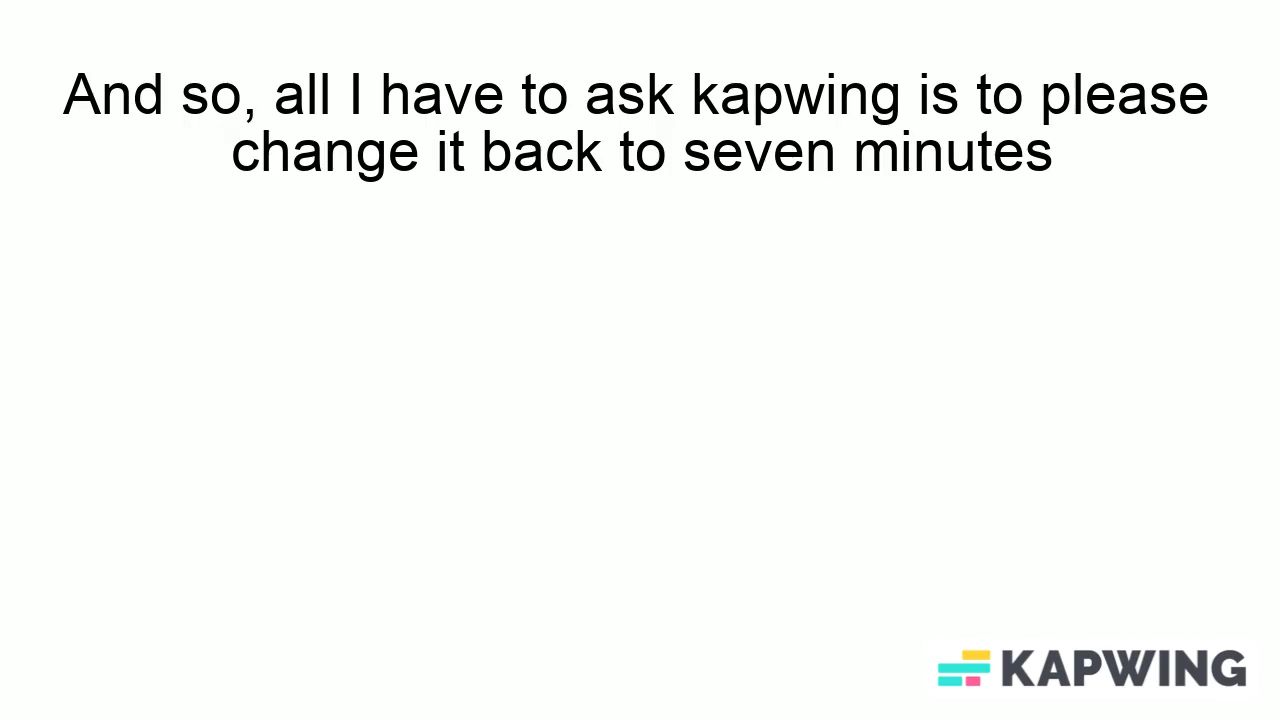 And so, all I have to ask kapwing is to please
change it back to seven minutes
KAPWING